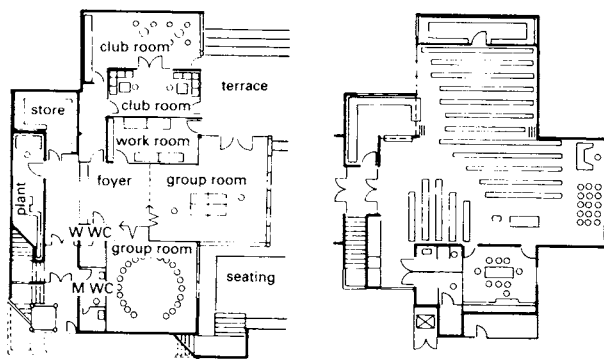 club room
terrace
club room
store
work room
foyer
group room
plant
W WC
group room
M WC
seating